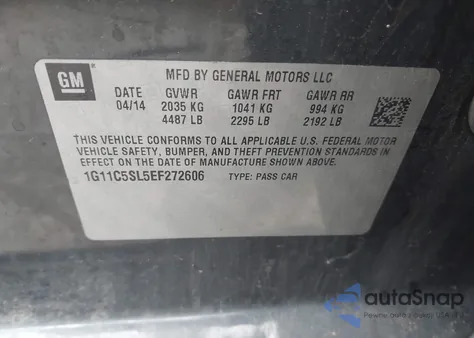 GM
MFD BY GENERAL MOTORS LLC
DATE GVWR GAWR FRT GAWR RR
04/14 2035 KG 1041 KG 994 KG
4487 LB 2295 LB 2192 LB
THIS VEHICLE CONFORMS TO ALL APPLICABLE U.S. FEDERAL MOTOR
VEHICLE SAFETY, BUMPER, AND THEFT PREVENTION STANDARDS
IN EFFECT ON THE DATE OF MANUFACTURE SHOWN ABOVE.
1G11C5SL5EF272606 TYPE: PASS CAR
autoSnap